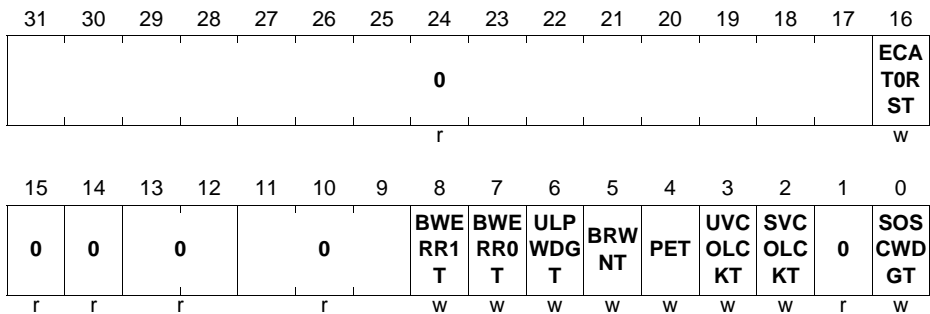 31 30 29 28 27 26 25 24 23 22 21 20 19 18 17 16
0 ECA
T0R
ST
r w
15 14 13 12 11 10 9 8 7 6 5 4 3 2 1 0
0 0 0 0 BWE BWE ULP BRW PET UVC SVC 0 SOS
RR1 RR0 WDG NT OLC OLC CWD
T T T KT KT GT
r r r r w w w w w w w r w